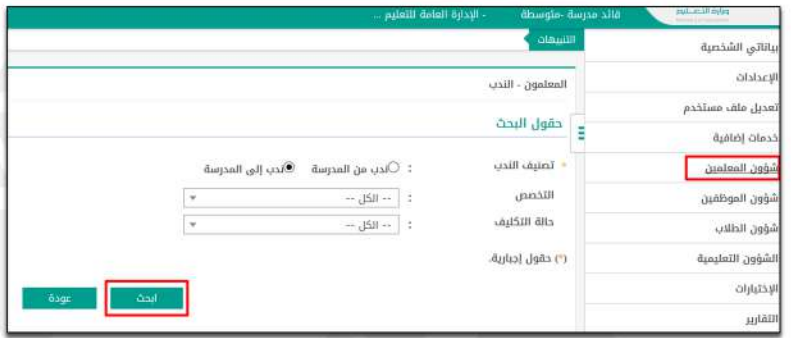 قائد مدرسة -متوسطة - الإدارة العامة للتعليم ...
وزارة التعليم
التنبيهات
المعلمون - الندب
حقول البحث
* تصنيف الندب : ندب من المدرسة ندب إلى المدرسة
التخصص : -- الكل --
حالة التكليف : -- الكل --
(*) حقول إجبارية.
ابحث
عودة
بياناتي الشخصية
الإعدادات
تعديل ملف مستخدم
خدمات إضافية
شؤون المعلمين
شؤون الموظفين
شؤون الطلاب
الشؤون التعليمية
الإختبارات
التقارير